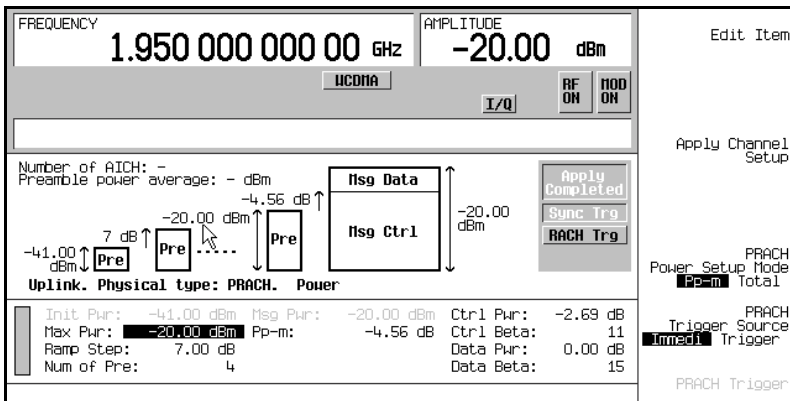 FREQUENCY
1.950 000 000 00 GHz
AMPLITUDE
-20.00 dBm
WCDMA
I/Q
RF ON
MOD ON
Edit Item
Apply Channel Setup
Number of AICH: -
Preamble power average: - dBm
-4.56 dB
-20.00 dBm
7 dB
-41.00 dBm
Pre
Pre
.....
Pre
Msg Data
Msg Ctrl
-20.00 dBm
Apply Completed
Sync Trg
RACH Trg
Uplink. Physical type: PRACH. Power
PRACH Power Setup Mode
Pp-m Total
PRACH Trigger Source
Immedi Trigger
PRACH Trigger
Init Pwr: -41.00 dBm Msg Pwr: -20.00 dBm Ctrl Pwr: -2.69 dB
Max Pwr: -20.00 dBm Pp-m: -4.56 dB Ctrl Beta: 11
Ramp Step: 7.00 dB Data Pwr: 0.00 dB
Num of Pre: 4 Data Beta: 15